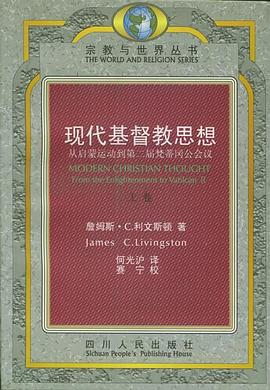 宗教与世界丛书
THE WORLD AND RELIGION SERIES
现代基督教思想
从启蒙运动到第二届梵蒂冈公会议
MODERN CHRISTIAN THOUGHT
From the Enlightenment to Vatican II
上卷
詹姆斯·C.利文斯顿 著
James C.Livingston
何光沪 译
赛宁 校
四川人民出版社
Sichuan People's Publishing House